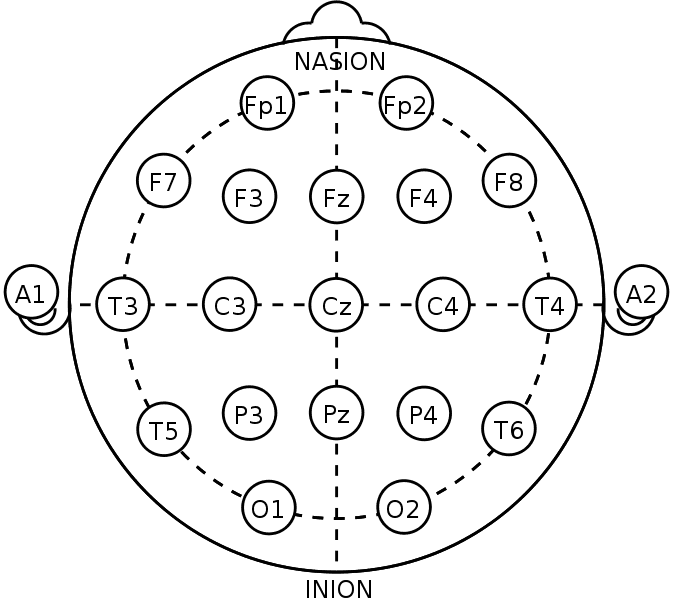 NASION
Fp1 Fp2
F7 F3 Fz F4 F8
A1 T3 C3 Cz C4 T4 A2
T5 P3 Pz P4 T6
O1 O2
INION